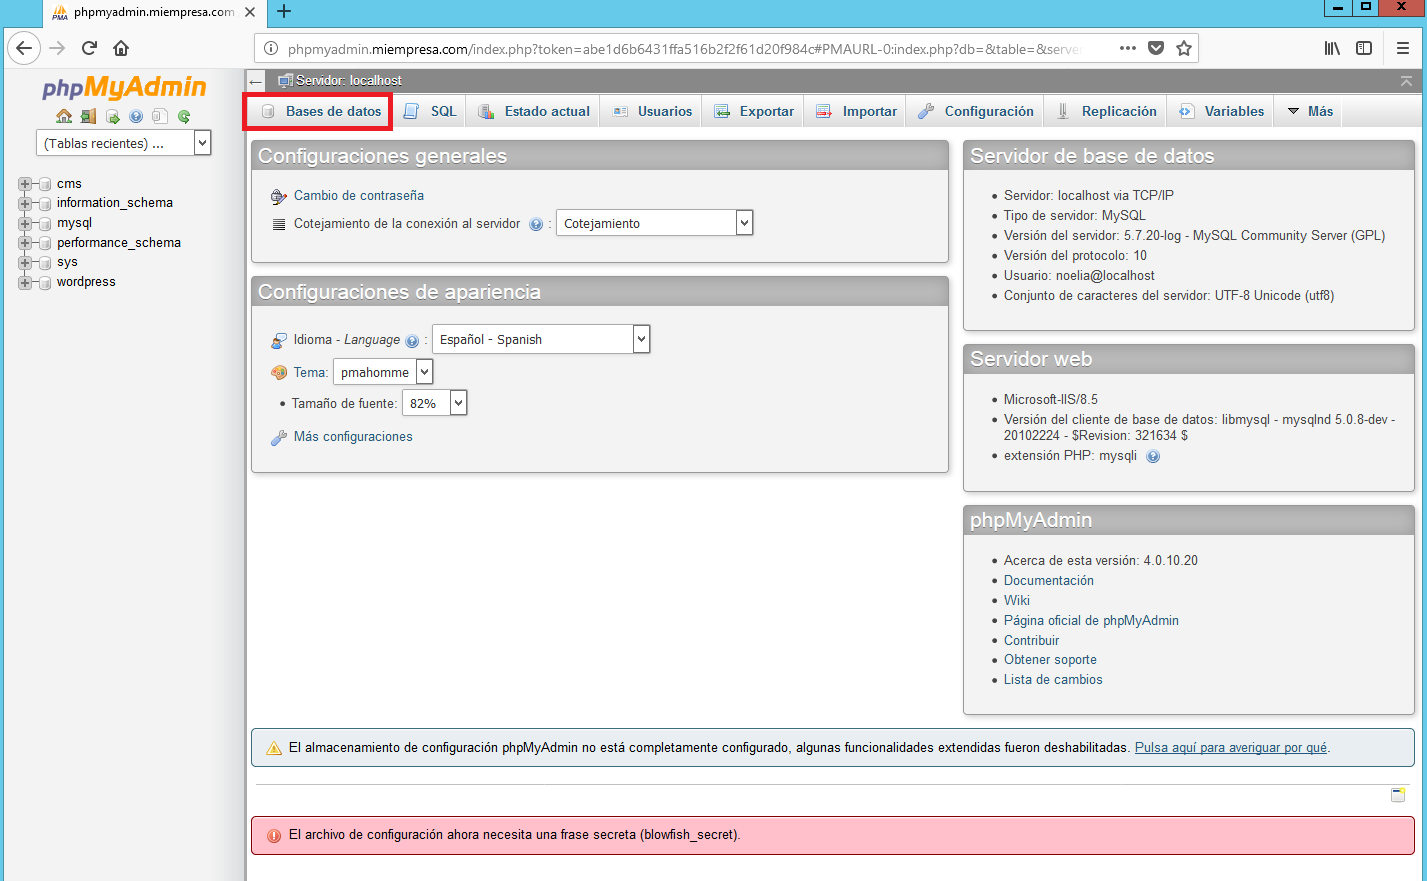 phpmyadmin.miempresa.com
phpmyadmin.miempresa.com/index.php?token=abe1d6b6431ffa516b2f2f61d20f984c#PMAURL-0:index.php?db=&table=&server
phpMyAdmin
(Tablas recientes) ...
cms
information_schema
mysql
performance_schema
sys
wordpress
Servidor: localhost
Bases de datos
SQL
Estado actual
Usuarios
Exportar
Importar
Configuración
Replicación
Variables
Más
Configuraciones generales
Cambio de contraseña
Cotejamiento de la conexión al servidor : Cotejamiento
Configuraciones de apariencia
Idioma - Language : Español - Spanish
Tema: pmahomme
Tamaño de fuente: 82%
Más configuraciones
Servidor de base de datos
Servidor: localhost via TCP/IP
Tipo de servidor: MySQL
Versión del servidor: 5.7.20-log - MySQL Community Server (GPL)
Versión del protocolo: 10
Usuario: noelia@localhost
Conjunto de caracteres del servidor: UTF-8 Unicode (utf8)
Servidor web
Microsoft-IIS/8.5
Versión del cliente de base de datos: libmysql - mysqlnd 5.0.8-dev -
20102224 - $Revision: 321634 $
extensión PHP: mysqli
phpMyAdmin
Acerca de esta versión: 4.0.10.20
Documentación
Wiki
Página oficial de phpMyAdmin
Contribuir
Obtener soporte
Lista de cambios
El almacenamiento de configuración phpMyAdmin no está completamente configurado, algunas funcionalidades extendidas fueron deshabilitadas. Pulsa aquí para averiguar por qué.
El archivo de configuración ahora necesita una frase secreta (blowfish_secret).